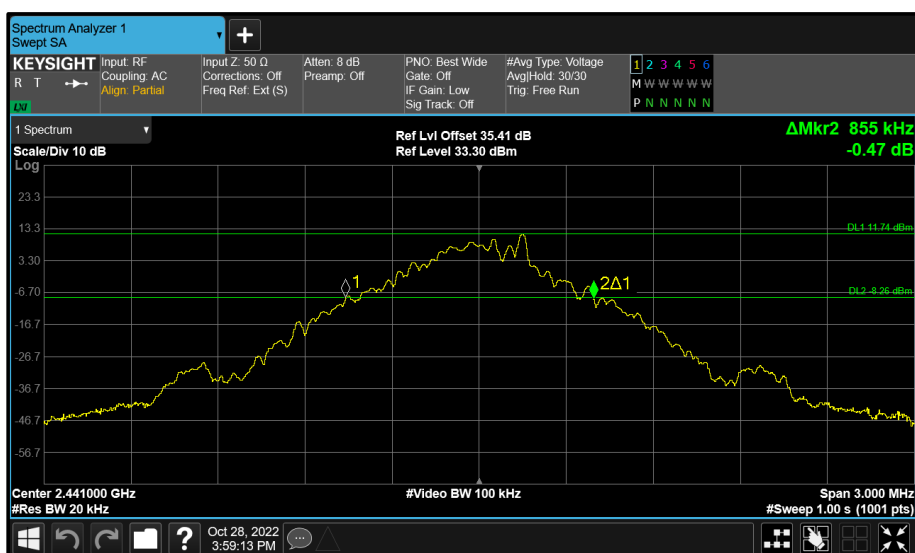 Spectrum Analyzer 1
Swept SA
▼
+
KEYSIGHT
R T
LXI
Input: RF
Coupling: AC
Align: Partial
Input Z: 50 Ω
Corrections: Off
Freq Ref: Ext (S)
Atten: 8 dB
Preamp: Off
PNO: Best Wide
Gate: Off
IF Gain: Low
Sig Track: Off
#Avg Type: Voltage
Avg|Hold: 30/30
Trig: Free Run
1 2 3 4 5 6
M W W W W W
P N N N N N
1 Spectrum ▼
Scale/Div 10 dB
Log
Ref Lvl Offset 35.41 dB
Ref Level 33.30 dBm
ΔMkr2 855 kHz
-0.47 dB
23.3
13.3
DL1 11.74 dBm
3.30
1
2Δ1
-6.70
DL2 -8.26 dBm
-16.7
-26.7
-36.7
-46.7
-56.7
Center 2.441000 GHz
#Video BW 100 kHz
Span 3.000 MHz
#Res BW 20 kHz
#Sweep 1.00 s (1001 pts)
?
Oct 28, 2022
3:59:13 PM